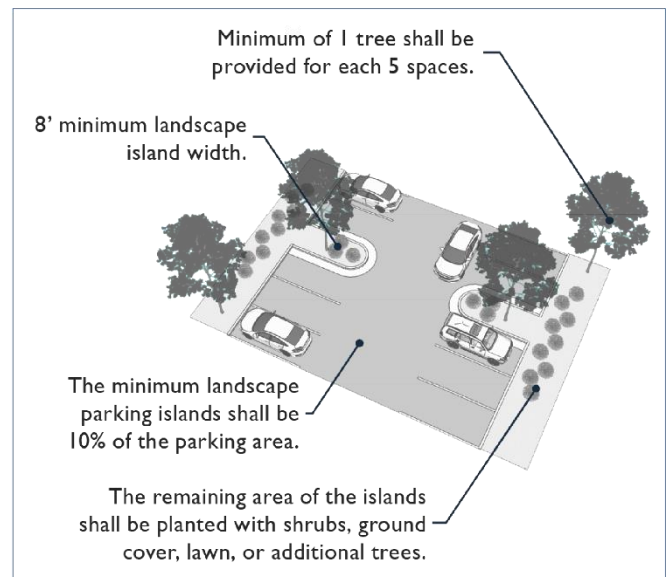 Minimum of 1 tree shall be
provided for each 5 spaces.
8’ minimum landscape
island width.
The minimum landscape
parking islands shall be
10% of the parking area.
The remaining area of the islands
shall be planted with shrubs, ground
cover, lawn, or additional trees.